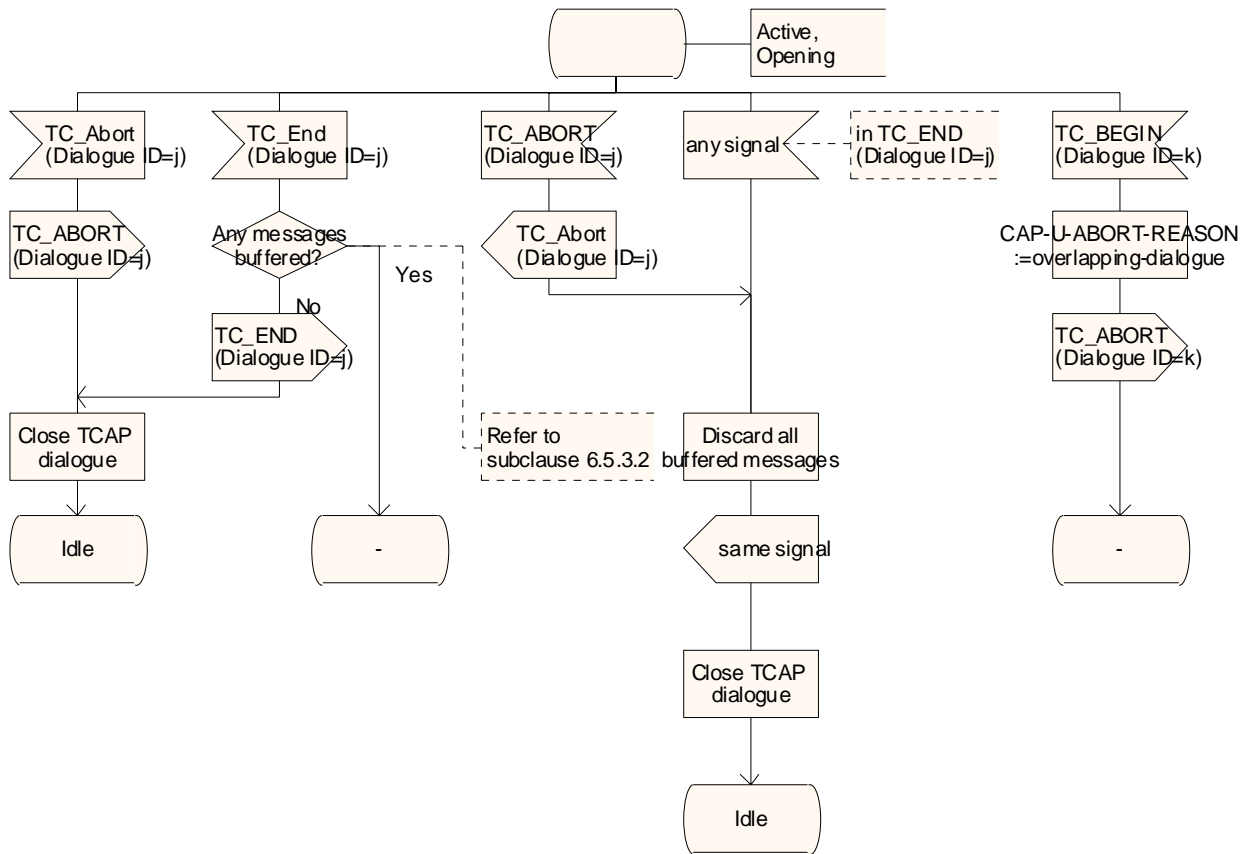 Active,
Opening
TC_Abort
(Dialogue ID=j)
TC_End
(Dialogue ID=j)
TC_ABORT
(Dialogue ID=j)
any signal
in TC_END
(Dialogue ID=j)
TC_BEGIN
(Dialogue ID=k)
TC_ABORT
(Dialogue ID=j)
Any messages
buffered?
Yes
No
TC_Abort
(Dialogue ID=j)
CAP-U-ABORT-REASON
:=overlapping-dialogue
TC_END
(Dialogue ID=j)
TC_ABORT
(Dialogue ID=k)
Close TCAP
dialogue
Refer to
subclause 6.5.3.2
Discard all
buffered messages
Idle
-
same signal
-
Close TCAP
dialogue
Idle